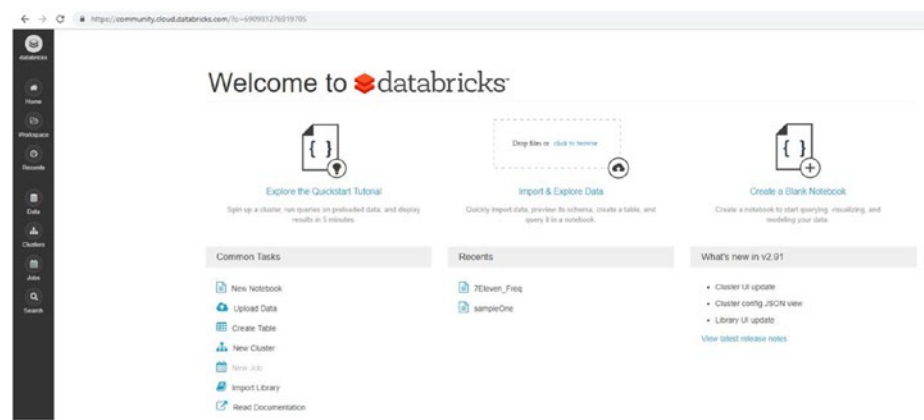 https://community.cloud.databricks.com/?o=
databricks
Home
Workspace
Recents
Data
Clusters
Jobs
Search
Welcome to databricks
Drop files or click to browse
Explore the Quickstart Tutorial
Spin up a cluster, run queries on preloaded data, and display
results in 5 minutes.
Import & Explore Data
Quickly import data, preview its schema, create a table, and
query it in a notebook.
Create a Blank Notebook
Create a notebook to start querying, visualizing, and
modeling your data.
Common Tasks
New Notebook
Upload Data
Create Table
New Cluster
New Job
Import Library
Read Documentation
Recents
7Eleven_Freq
sampleOne
What's new in v2.91
Cluster UI update
Cluster config JSON view
Library UI update
View latest release notes